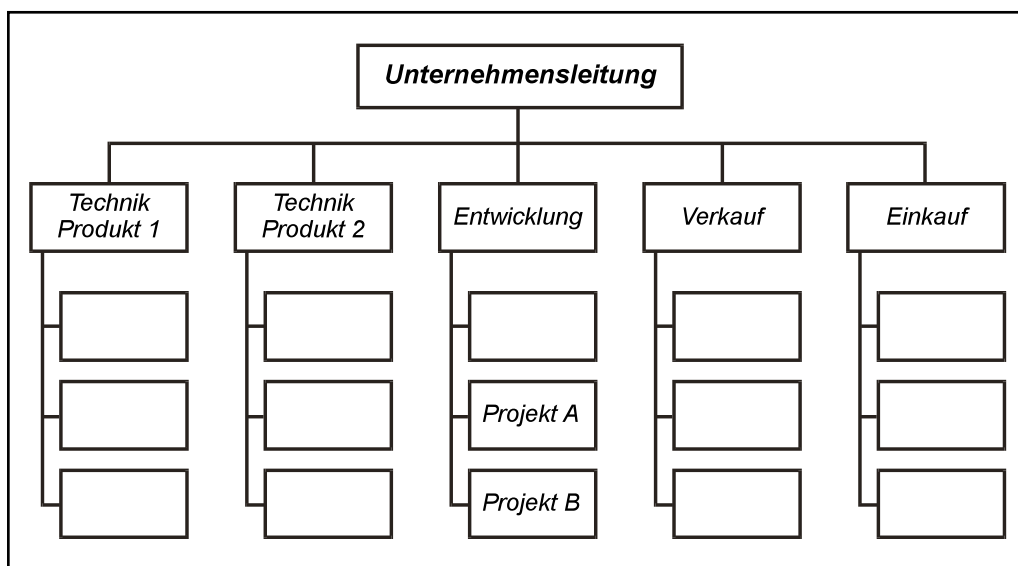 Unternehmensleitung
Technik
Produkt 1
Technik
Produkt 2
Entwicklung
Verkauf
Einkauf
Projekt A
Projekt B